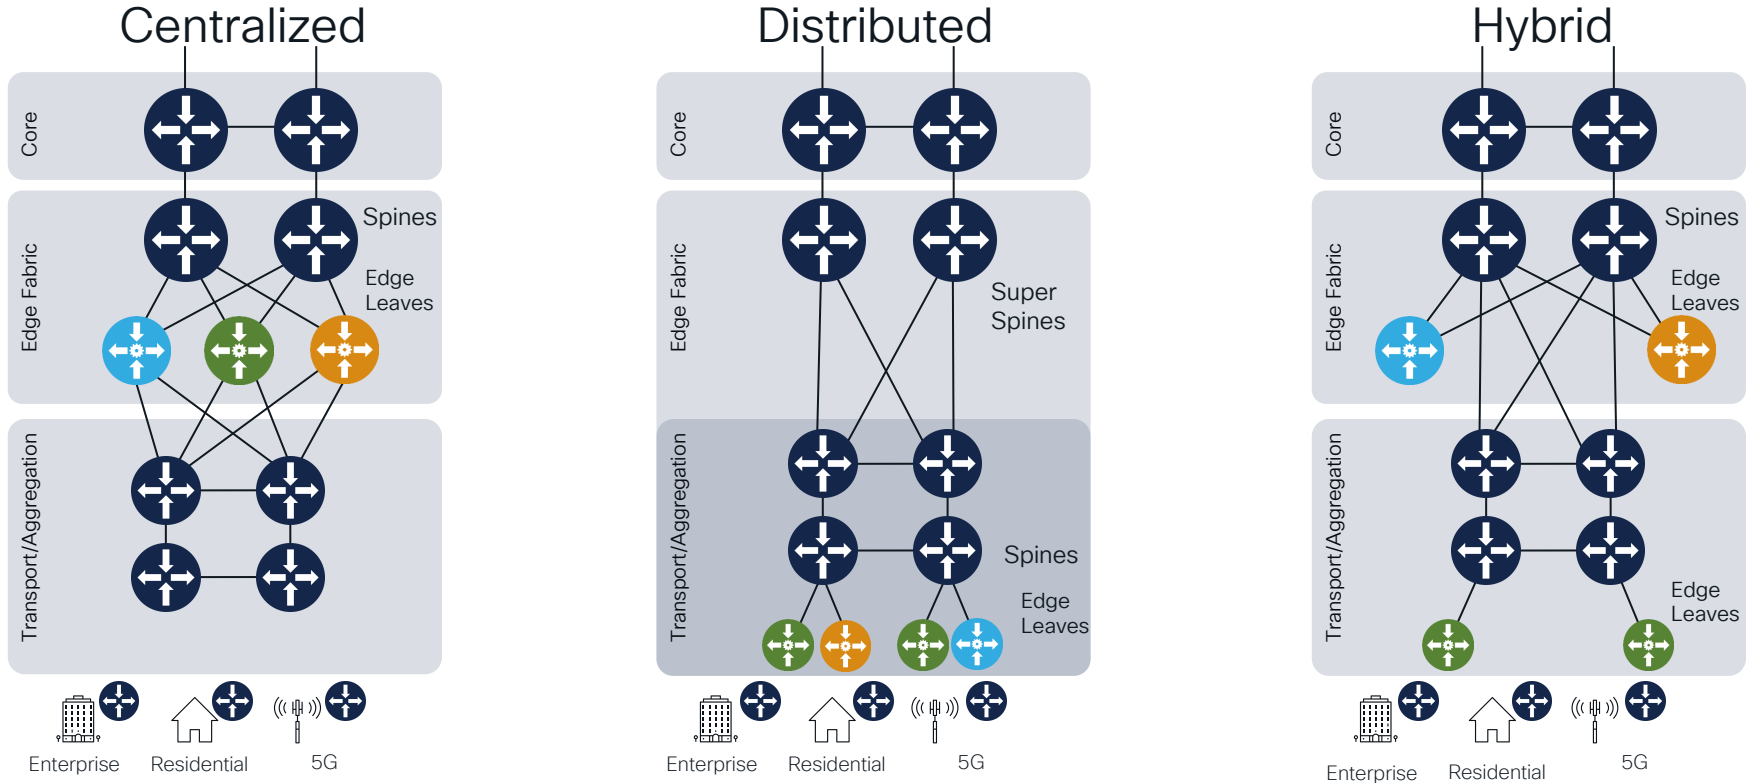 Centralized
Core
Edge Fabric
Spines
Edge
Leaves
Transport/Aggregation
Enterprise
Residential
5G
Distributed
Core
Edge Fabric
Super
Spines
Transport/Aggregation
Spines
Edge
Leaves
Enterprise
Residential
5G
Hybrid
Core
Edge Fabric
Spines
Edge
Leaves
Transport/Aggregation
Edge
Leaves
Enterprise
Residential
5G